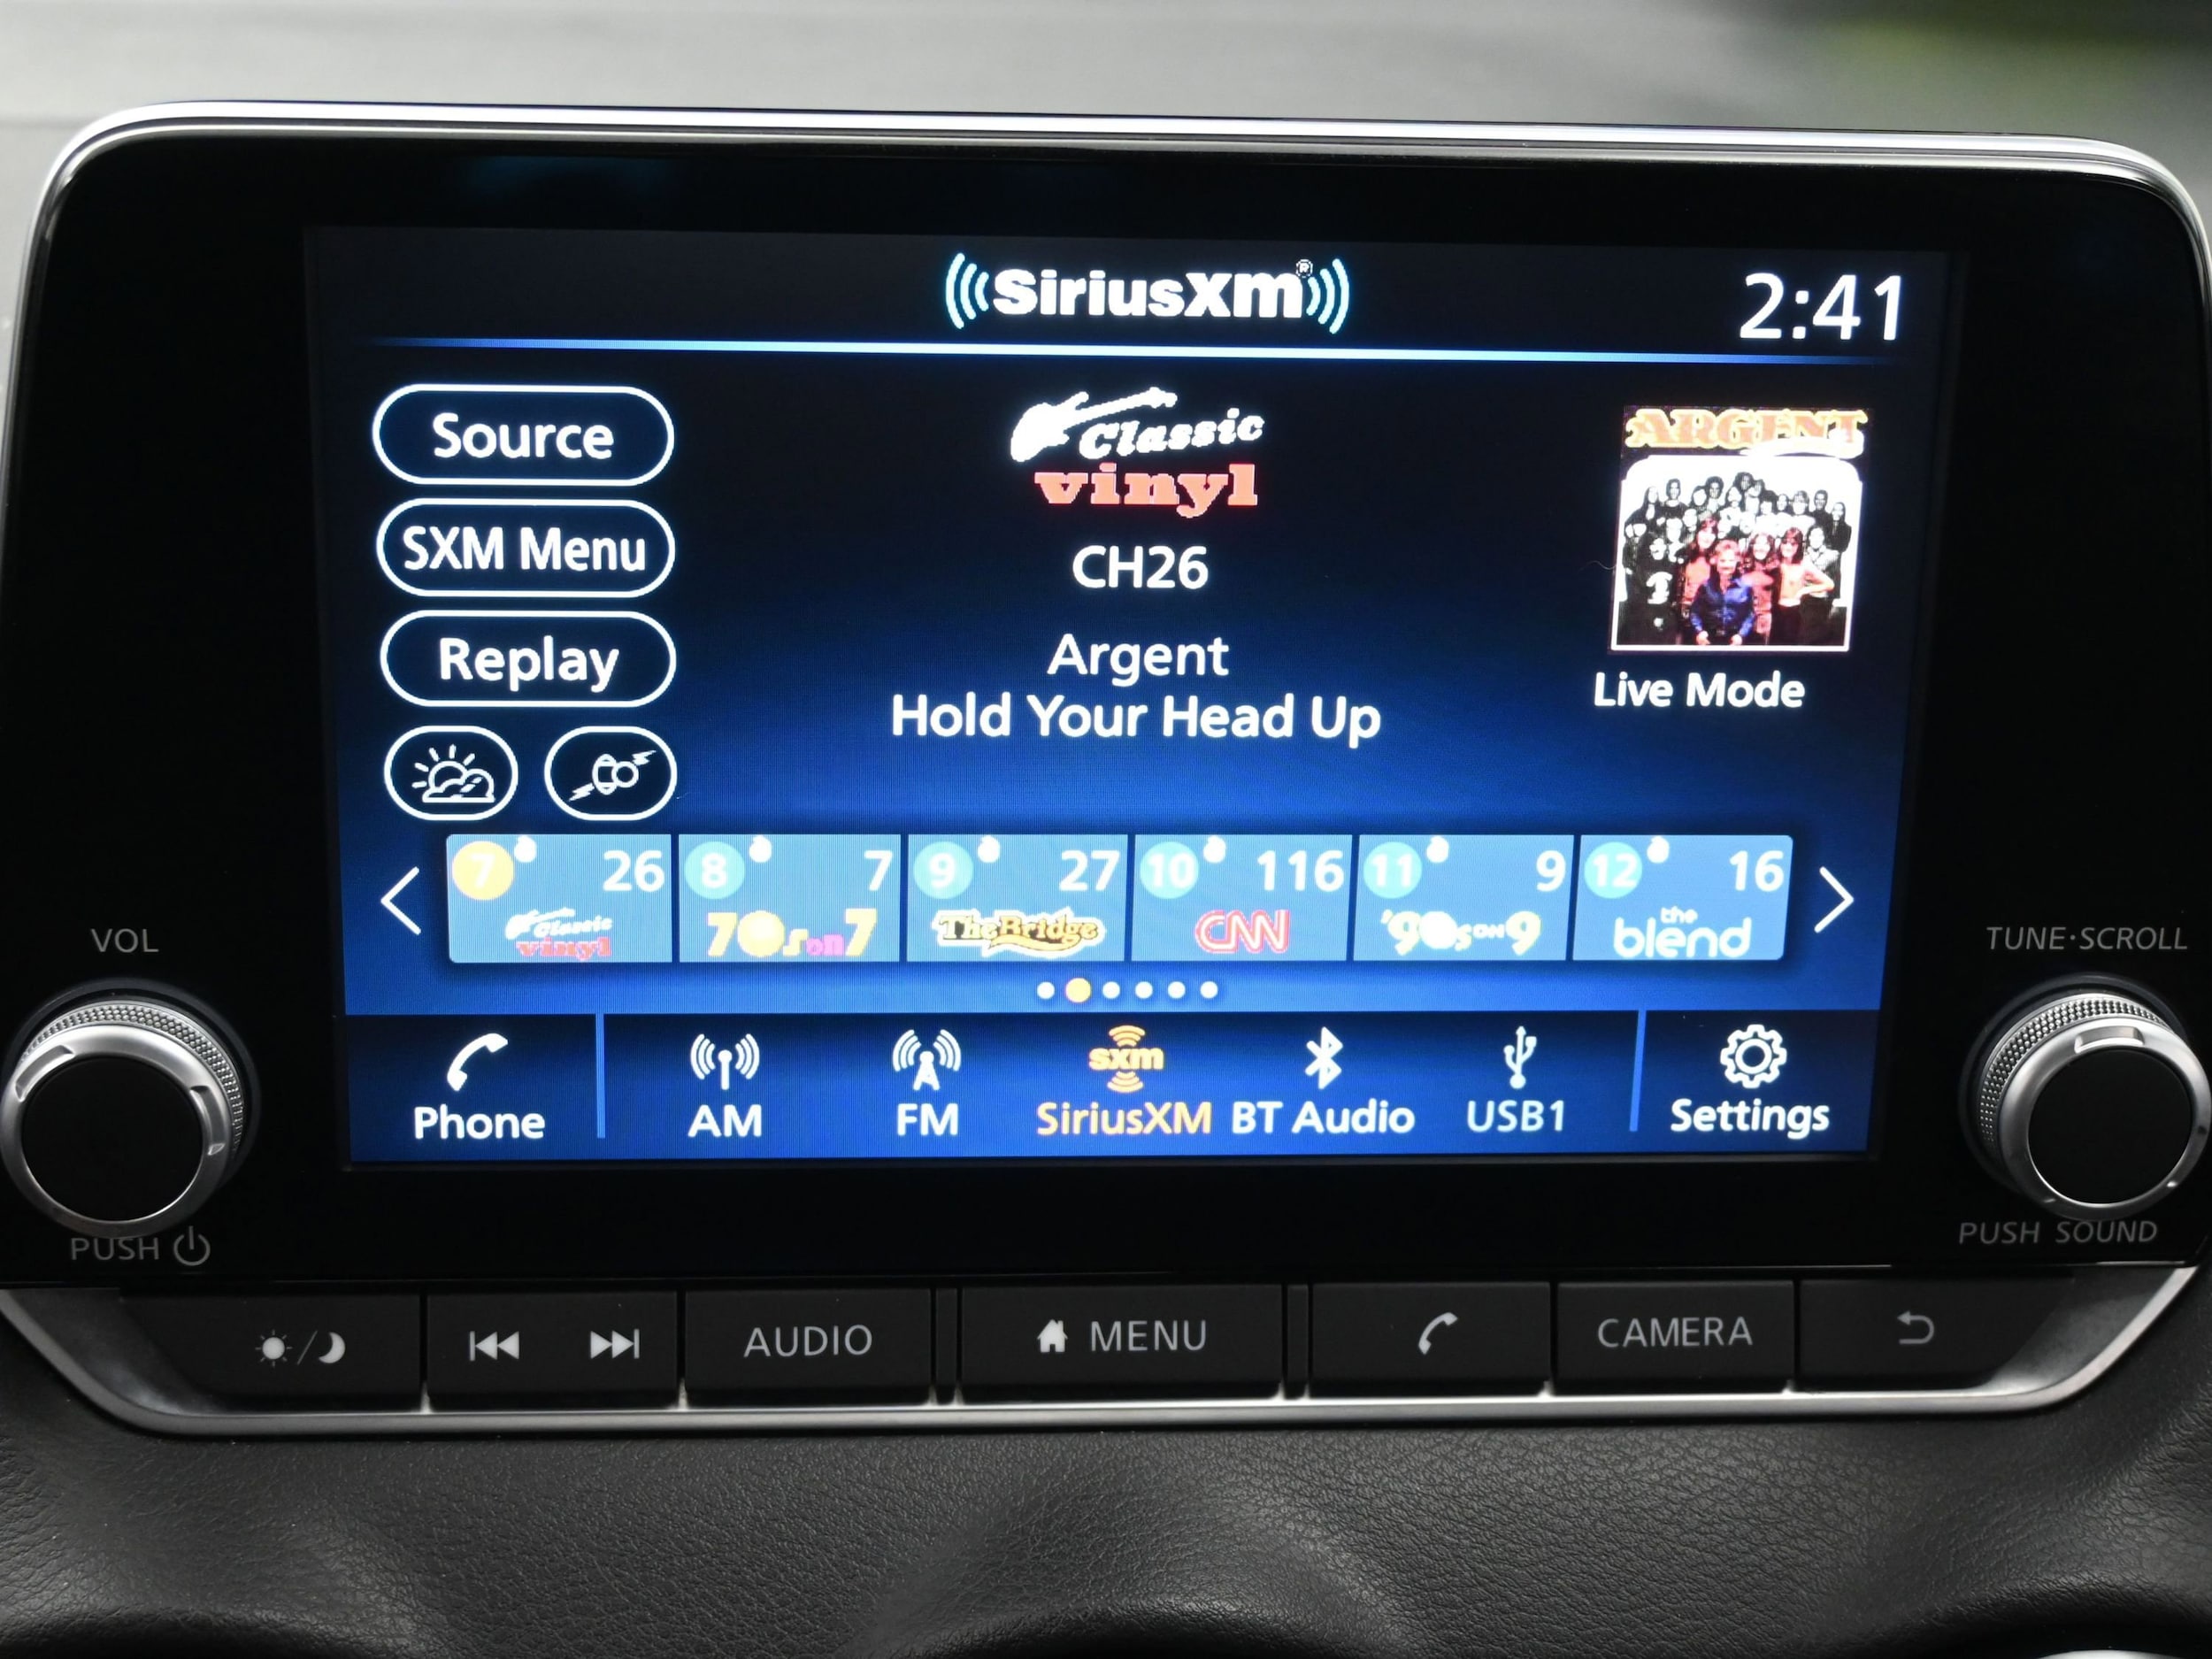 SiriusXM®
2:41
Source
SXM Menu
Replay
Classic
vinyl
CH26
Argent
Hold Your Head Up
ARGENT
Live Mode
7 26
Classic
vinyl
8 7
70s on 7
9 27
The Bridge
10 116
CNN
11 9
'90s ON 9
12 16
the
blend
Phone
AM
FM
sxm
SiriusXM
BT Audio
USB1
Settings
VOL
PUSH
TUNE·SCROLL
PUSH SOUND
AUDIO
MENU
CAMERA